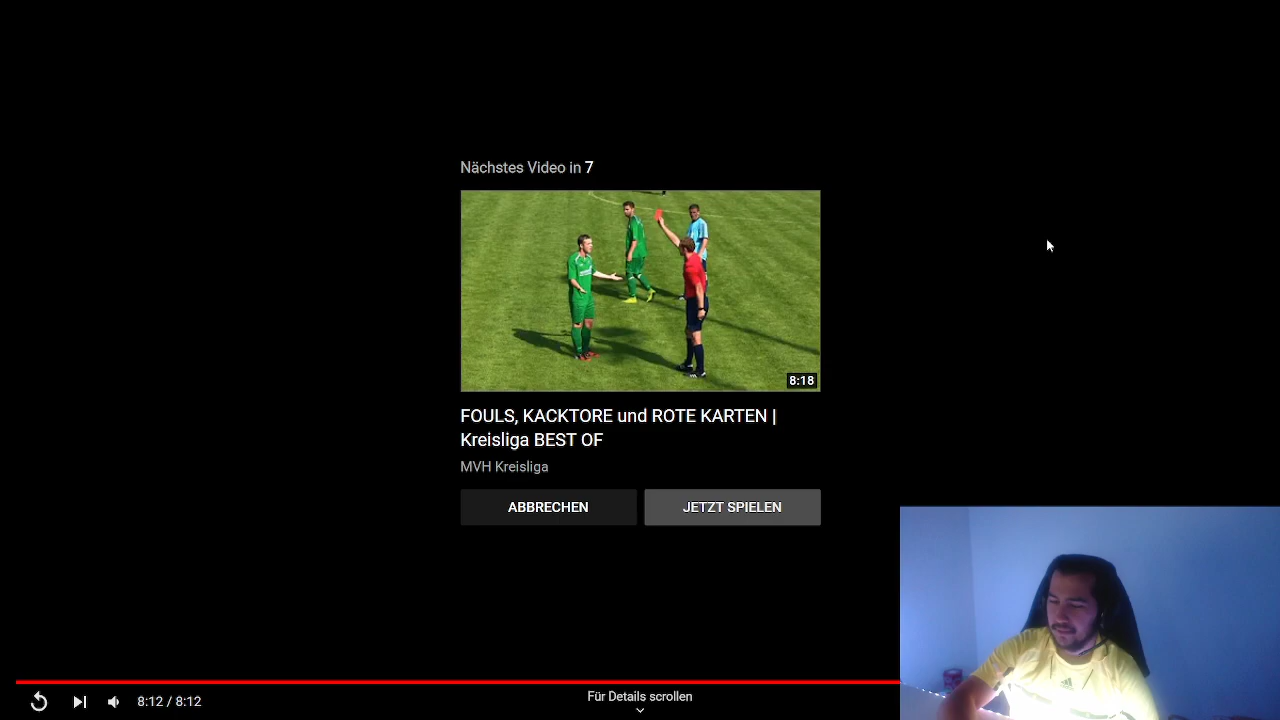 Nächstes Video in 7
8:18
FOULS, KACKTORE und ROTE KARTEN |
Kreisliga BEST OF
MVH Kreisliga
ABBRECHEN
JETZT SPIELEN
8:12 / 8:12
Für Details scrollen